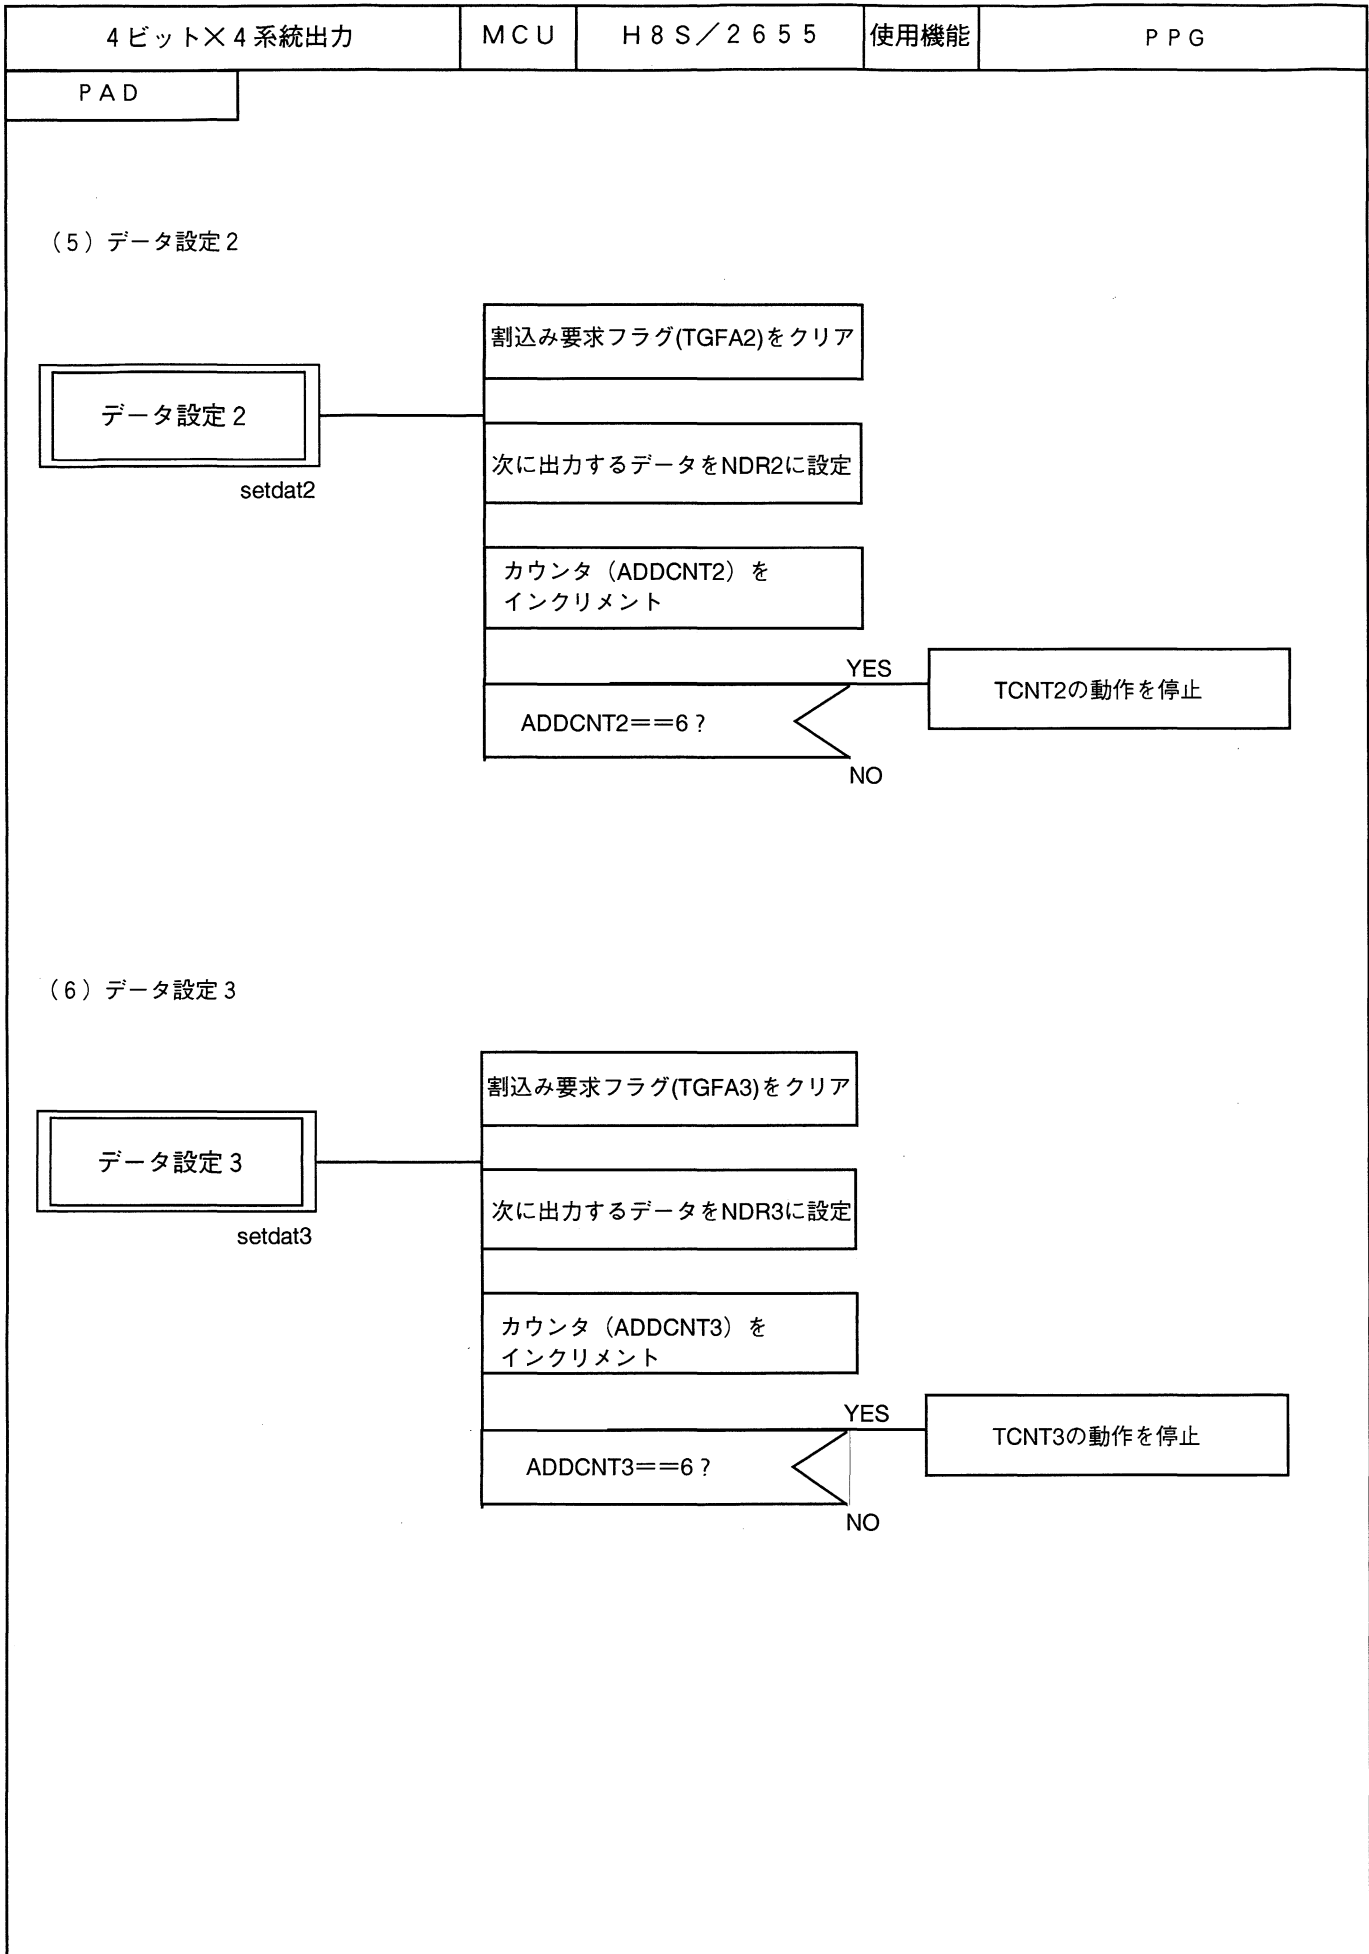 4ビット×4系統出力 MCU H8S／2655 使用機能 PPG
PAD
（5）データ設定2
割込み要求フラグ(TGFA2)をクリア
データ設定2
次に出力するデータをNDR2に設定
setdat2
カウンタ（ADDCNT2）を
インクリメント
YES
TCNT2の動作を停止
ADDCNT2==6？
NO
（6）データ設定3
割込み要求フラグ(TGFA3)をクリア
データ設定3
次に出力するデータをNDR3に設定
setdat3
カウンタ（ADDCNT3）を
インクリメント
YES
TCNT3の動作を停止
ADDCNT3==6？
NO